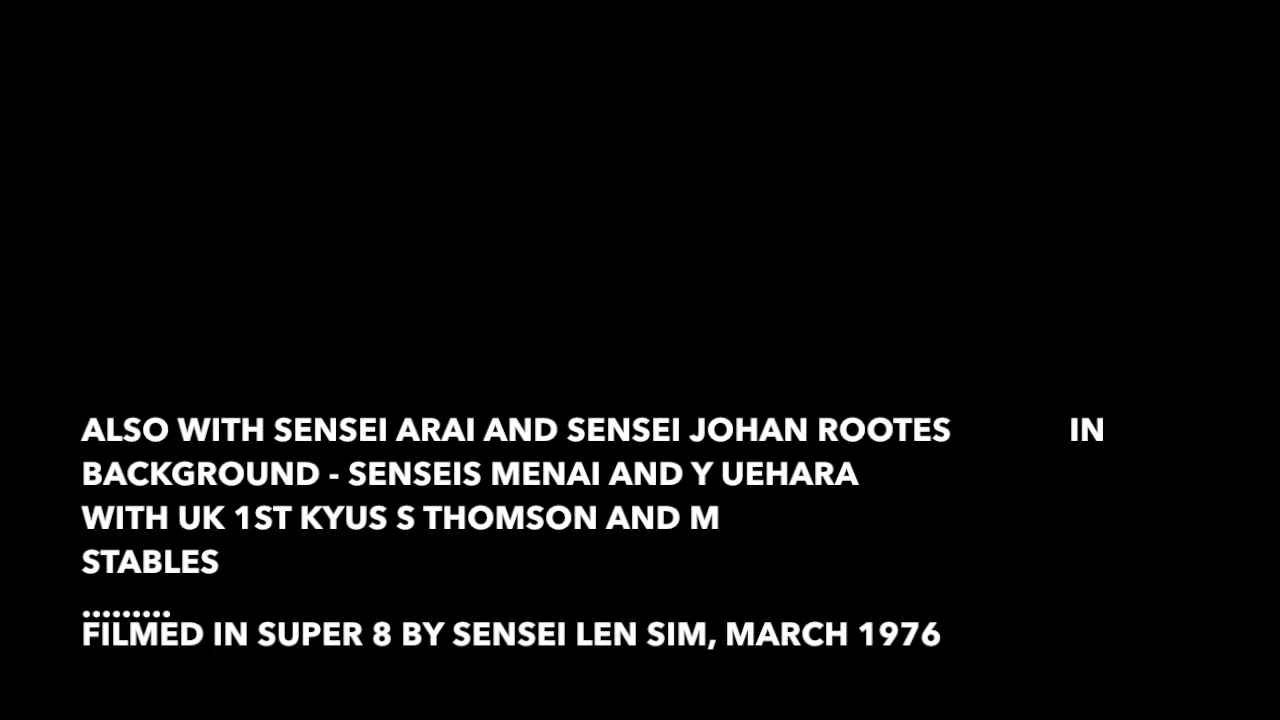 ALSO WITH SENSEI ARAI AND SENSEI JOHAN ROOTES IN
BACKGROUND - SENSEIS MENAI AND Y UEHARA
WITH UK 1ST KYUS S THOMSON AND M
STABLES
.........
FILMED IN SUPER 8 BY SENSEI LEN SIM, MARCH 1976